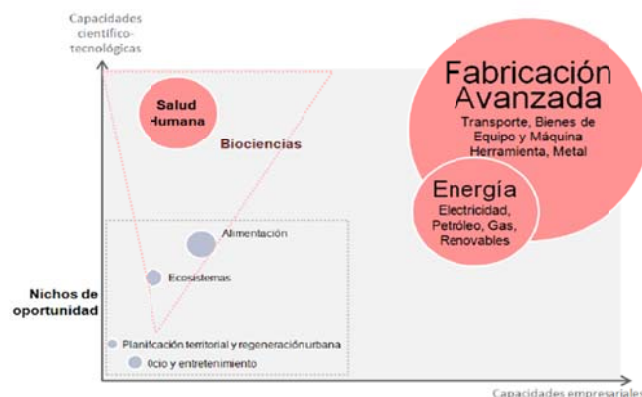 Capacidades
científico-
tecnológicas
Fabricación
Avanzada
Transporte, Bienes de
Equipo y Máquina
Herramienta, Metal
Salud
Humana
Biociencias
Energía
Electricidad,
Petróleo, Gas,
Renovables
Alimentación
Ecosistemas
Nichos de
oportunidad
Planificación territorial y regeneración urbana
Ocio y entretenimiento
Capacidades empresariales